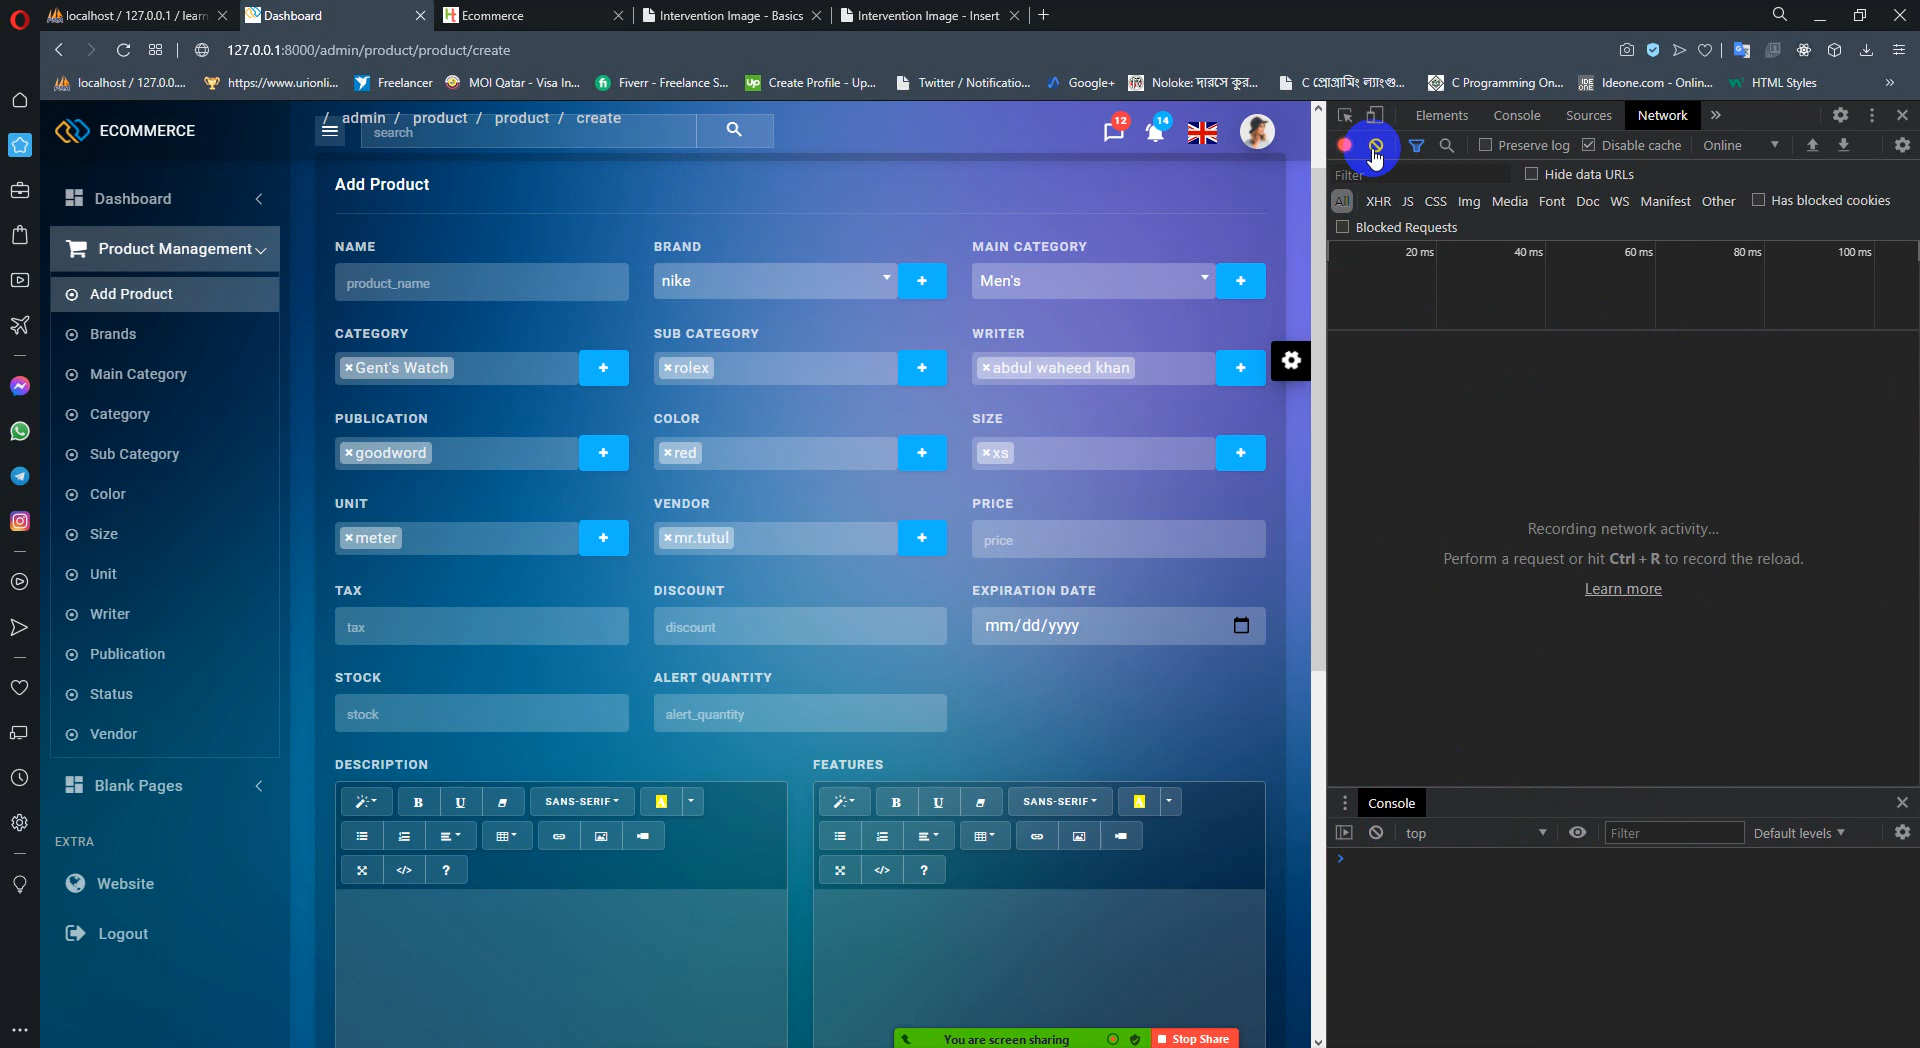 localhost / 127.0.0.1 / learn
Dashboard
Ecommerce
Intervention Image - Basics
Intervention Image - Insert
127.0.0.1:8000/admin/product/product/create
localhost / 127.0.0....
https://www.urionli...
Freelancer
MOI Qatar - Visa In...
Fiverr - Freelance S...
Up Create Profile - Up...
Twitter / Notificatio...
Google+
Noloke: দারসে কুর...
C প্রোগ্রামিং ল্যাংগু...
C Programming On...
Ideone.com - Onlin...
HTML Styles
»
ECOMMERCE
/ admin / product / product / create
search
12
14
Dashboard
Product Management
Add Product
Brands
Main Category
Category
Sub Category
Color
Size
Unit
Writer
Publication
Status
Vendor
Blank Pages
EXTRA
Website
Logout
Add Product
NAME
BRAND
MAIN CATEGORY
product_name
nike
+
Men's
+
CATEGORY
SUB CATEGORY
WRITER
×Gent's Watch
+
×rolex
+
×abdul waheed khan
+
PUBLICATION
COLOR
SIZE
×goodword
+
×red
+
×xs
+
UNIT
VENDOR
PRICE
×meter
+
×mr.tutul
+
price
TAX
DISCOUNT
EXPIRATION DATE
tax
discount
mm/dd/yyyy
STOCK
ALERT QUANTITY
stock
alert_quantity
DESCRIPTION
FEATURES
B U SANS-SERIF A
</> ?
B U SANS-SERIF A
</> ?
You are screen sharing
Stop Share
Elements Console Sources Network »
Preserve log Disable cache Online
Filter
Hide data URLs
All XHR JS CSS Img Media Font Doc WS Manifest Other Has blocked cookies
Blocked Requests
20 ms 40 ms 60 ms 80 ms 100 ms
Recording network activity...
Perform a request or hit Ctrl + R to record the reload.
Learn more
Console
top
Filter
Default levels